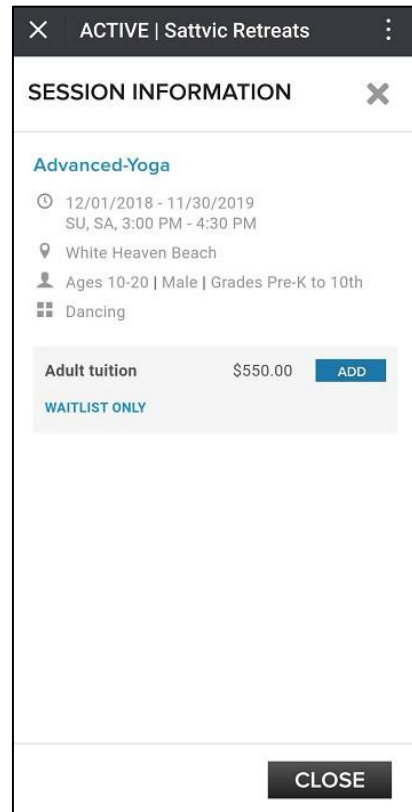 ACTIVE | Sattvic Retreats
SESSION INFORMATION
Advanced-Yoga
12/01/2018 - 11/30/2019
SU, SA, 3:00 PM - 4:30 PM
White Heaven Beach
Ages 10-20 | Male | Grades Pre-K to 10th
Dancing
Adult tuition $550.00 ADD
WAITLIST ONLY
CLOSE